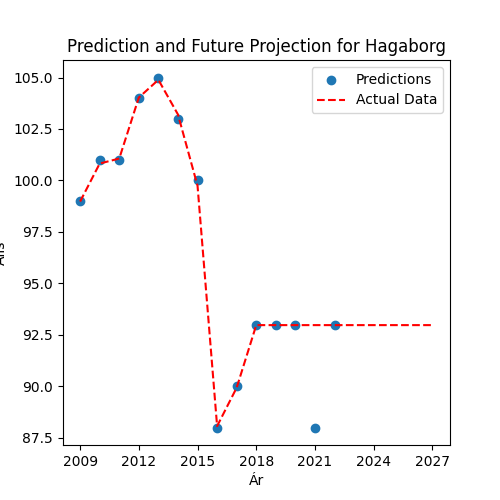 Prediction and Future Projection for Hagaborg
Predictions
Actual Data
105.0
102.5
100.0
97.5
95.0
92.5
90.0
87.5
2009 2012 2015 2018 2021 2024 2027
Ár